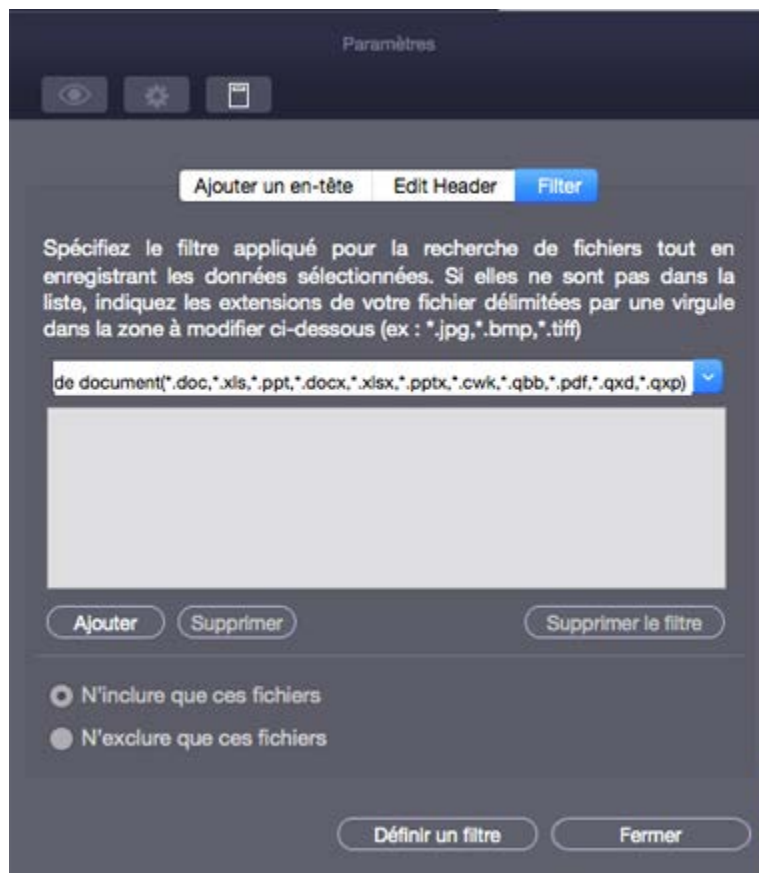 Paramètres
Ajouter un en-tête Edit Header Filter
Spécifiez le filtre appliqué pour la recherche de fichiers tout en
enregistrant les données sélectionnées. Si elles ne sont pas dans la
liste, indiquez les extensions de votre fichier délimitées par une virgule
dans la zone à modifier ci-dessous (ex : *.jpg,*.bmp,*.tiff)
de document(*.doc,*.xls,*.ppt,*.docx,*.xlsx,*.pptx,*.cwk,*.qbb,*.pdf,*.qxd,*.qxp)
Ajouter Supprimer Supprimer le filtre
N'inclure que ces fichiers
N'exclure que ces fichiers
Définir un filtre Fermer